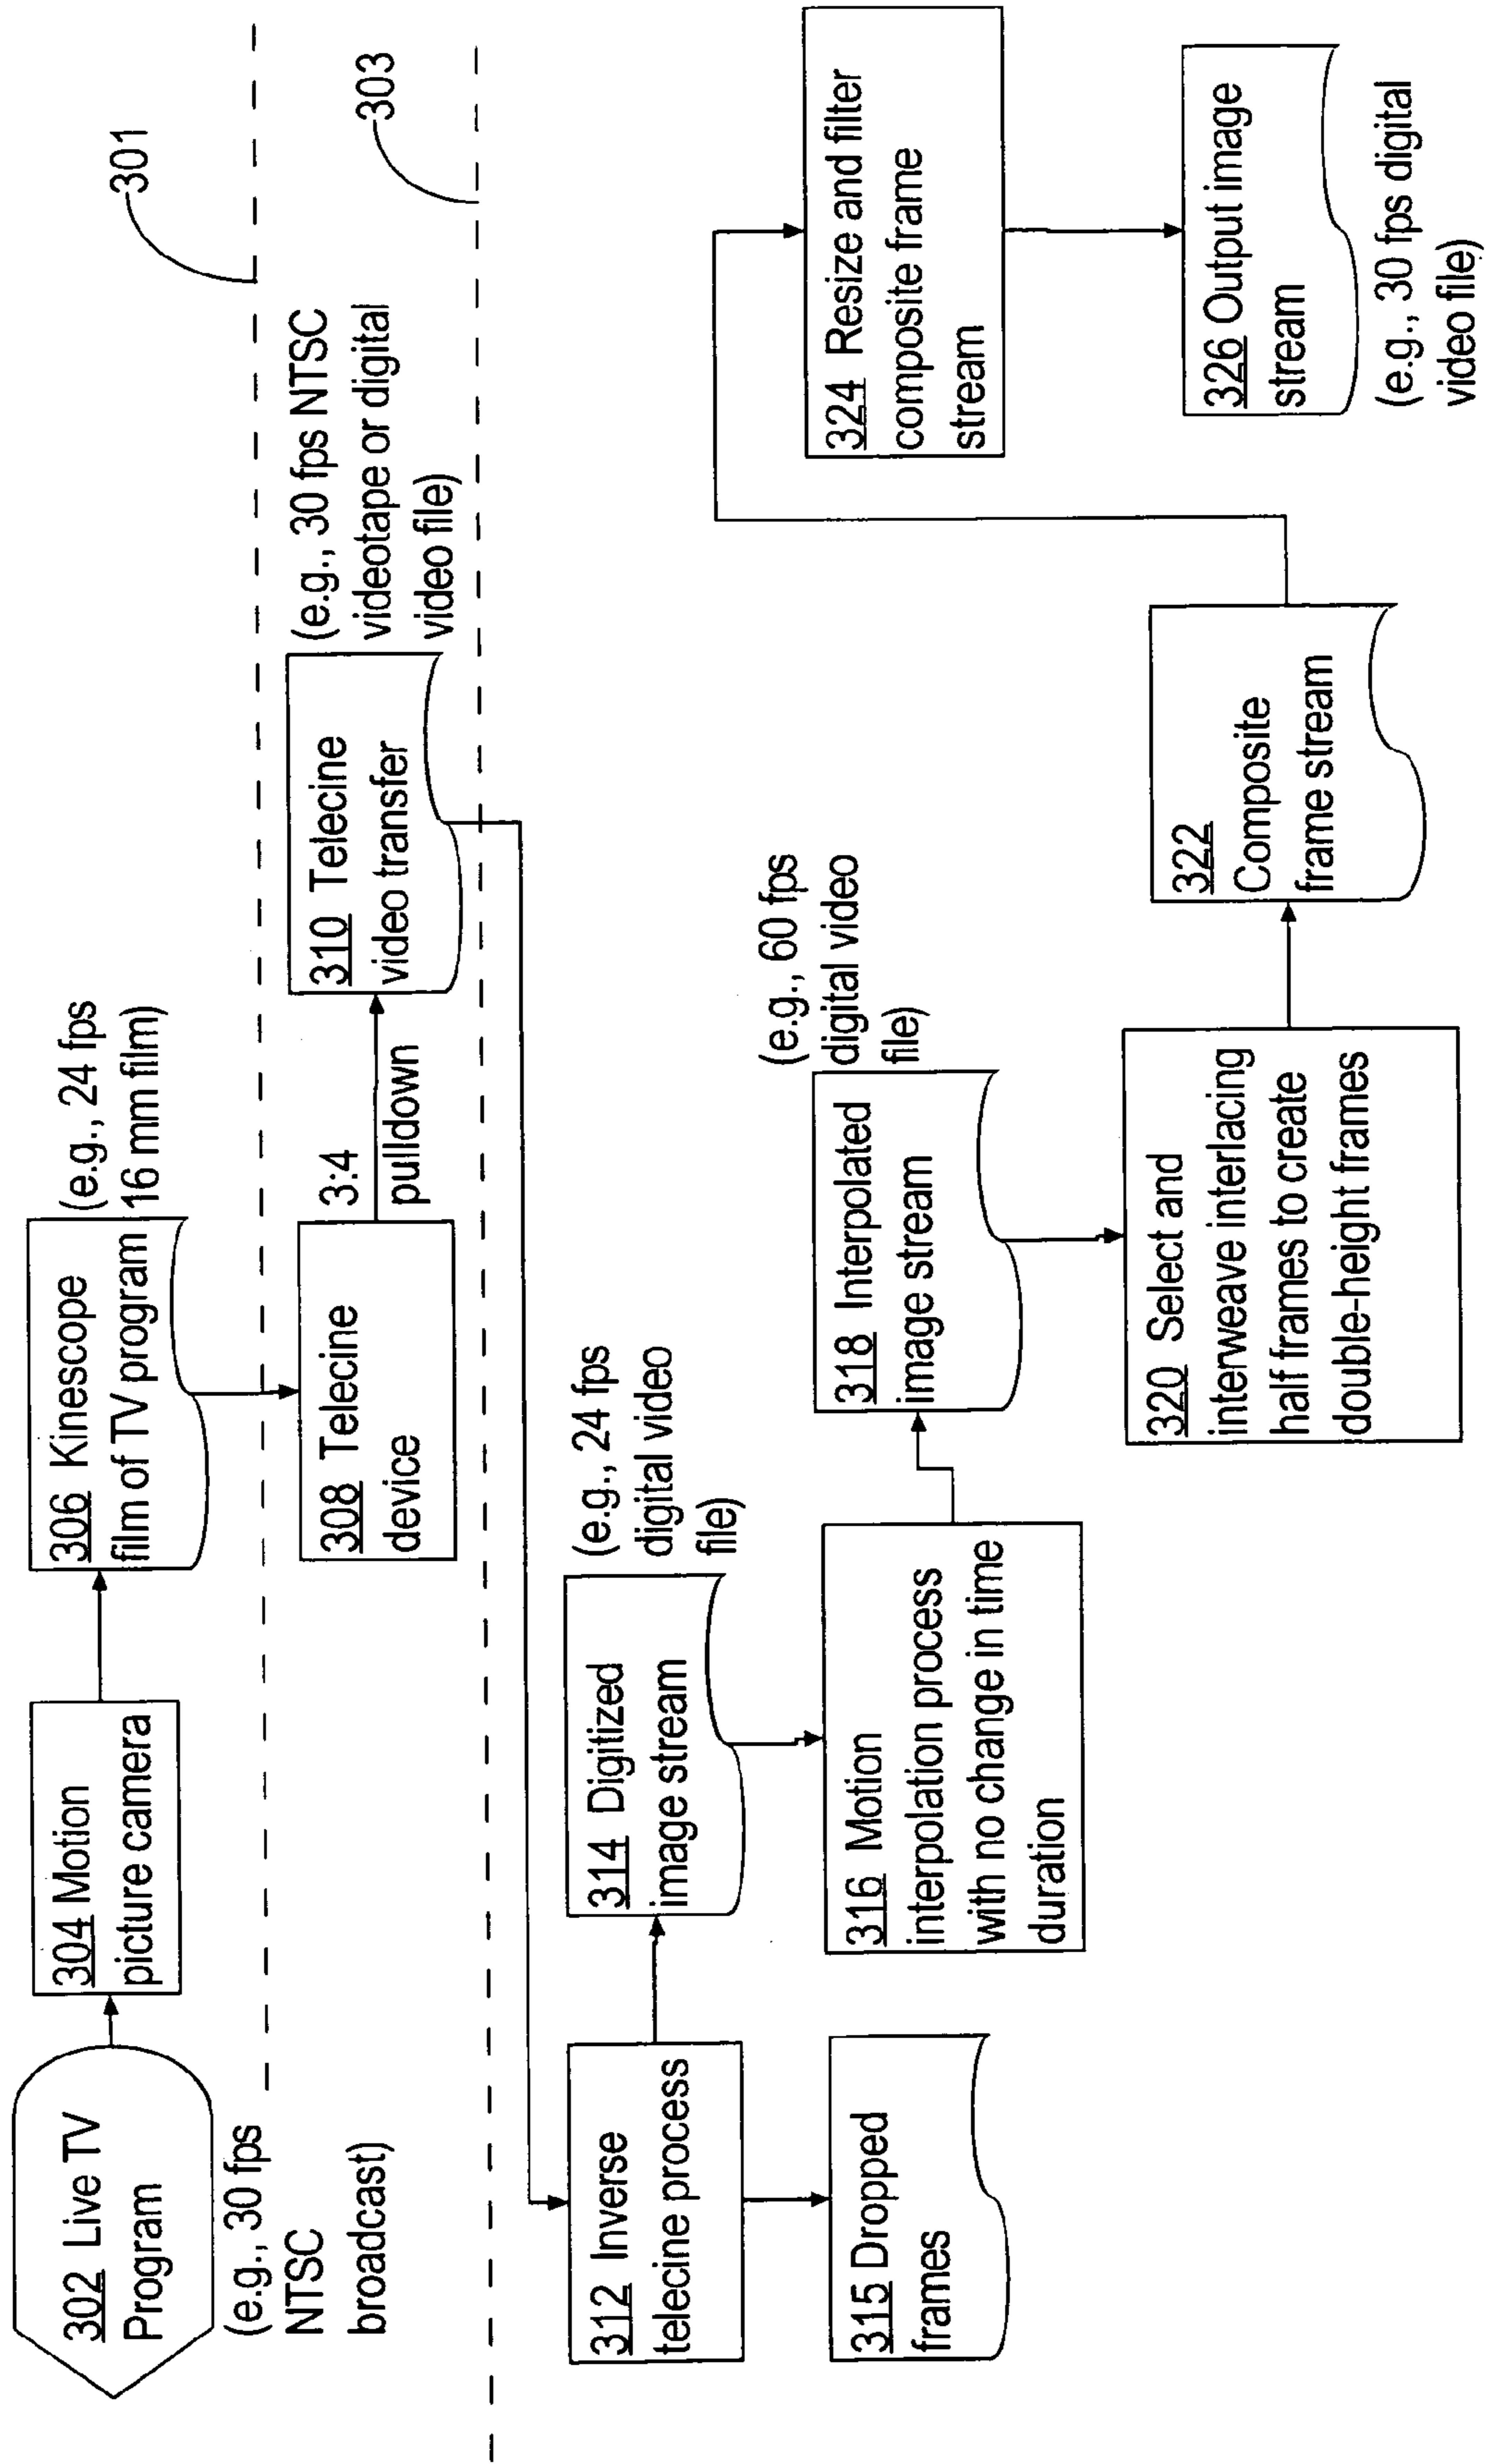 302 Live TV
Program
(e.g., 30 fps
NTSC
broadcast)
304 Motion
picture camera
306 Kinescope
film of TV program
(e.g., 24 fps
16 mm film)
301
308 Telecine
device
3:4
pulldown
310 Telecine
video transfer
(e.g., 30 fps NTSC
videotape or digital
video file)
303
312 Inverse
telecine process
315 Dropped
frames
314 Digitized
image stream
(e.g., 24 fps
digital video
file)
316 Motion
interpolation process
with no change in time
duration
318 Interpolated
image stream
(e.g., 60 fps
digital video
file)
320 Select and
interweave interlacing
half frames to create
double-height frames
322
Composite
frame stream
324 Resize and filter
composite frame
stream
326 Output image
stream
(e.g., 30 fps digital
video file)